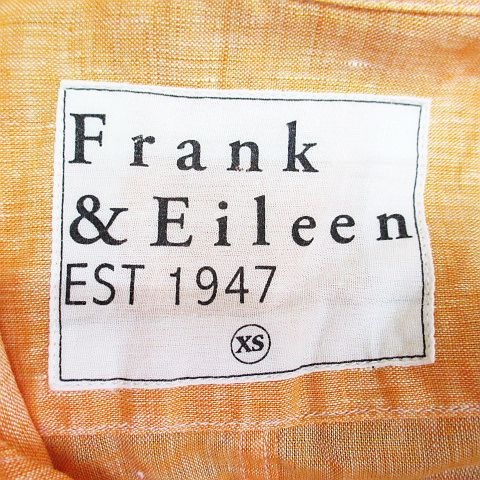 Frank
& Eileen
EST 1947
XS